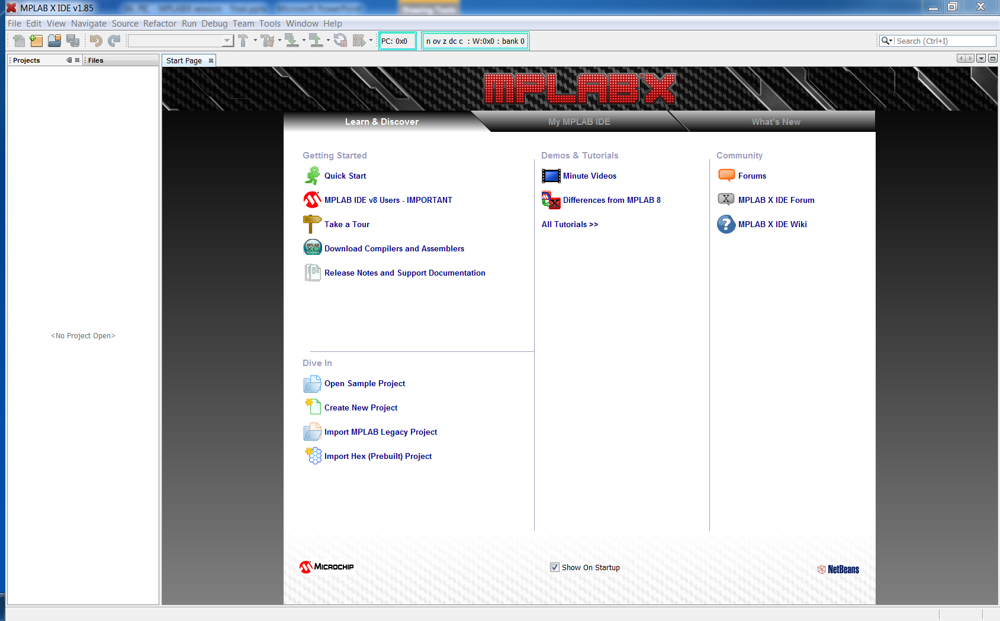 MPLAB X IDE v1.85
File Edit View Navigate Source Refactor Run Debug Team Tools Window Help
PC: 0x0
n ov z dc c : W:0x0 : bank 0
Search (Ctrl+I)
Projects
Files
Start Page
MPLAB X
Learn & Discover
My MPLAB IDE
What's New
Getting Started
Quick Start
MPLAB IDE v8 Users - IMPORTANT
Take a Tour
MPLAB
XC
Download Compilers and Assemblers
Release Notes and Support Documentation
Demos & Tutorials
Minute Videos
Differences from MPLAB 8
All Tutorials >>
Community
Forums
X
MPLAB X IDE Forum
?
MPLAB X IDE Wiki
<No Project Open>
Dive In
Open Sample Project
Create New Project
Import MPLAB Legacy Project
Import Hex (Prebuilt) Project
MICROCHIP
Show On Startup
NetBeans